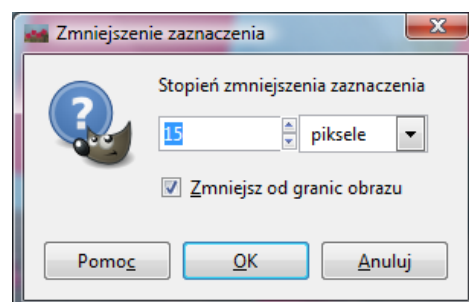 Zmniejszenie zaznaczenia
Stopień zmniejszenia zaznaczenia
15 piksele
Zmniejsz od granic obrazu
Pomoc OK Anuluj